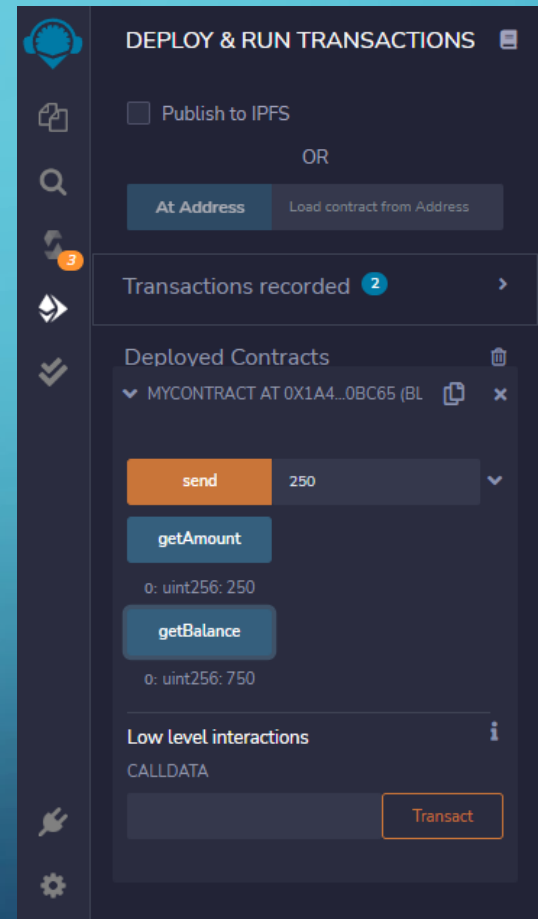 DEPLOY & RUN TRANSACTIONS
Publish to IPFS
OR
At Address Load contract from Address
3
Transactions recorded 2
Deployed Contracts
MYCONTRACT AT 0X1A4...0BC65 (BL
send 250
getAmount
0: uint256: 250
getBalance
0: uint256: 750
Low level interactions
CALLDATA
Transact